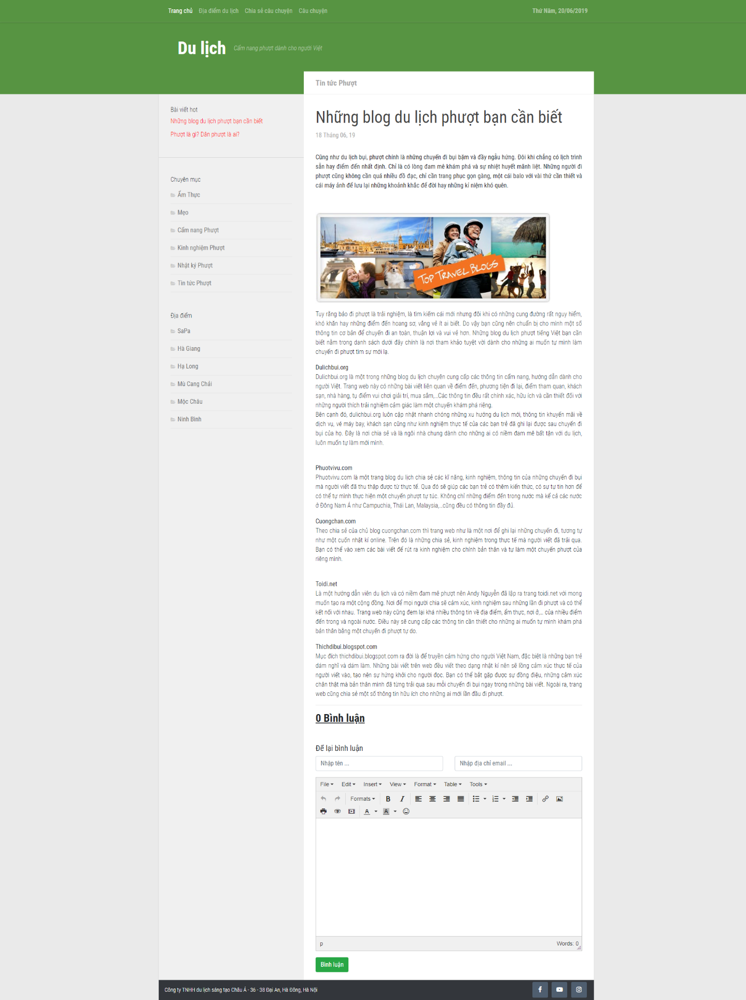 Trang chủ Địa điểm du lịch Chia sẻ câu chuyện Câu chuyện Thứ Năm, 20/06/2019
Du lịch Cẩm nang phượt dành cho người Việt
Tin tức Phượt
Bài viết hot
Những blog du lịch phượt bạn cần biết
Phượt là gì? Dân phượt là ai?
Chuyên mục
Ẩm Thực
Mẹo
Cẩm nang Phượt
Kinh nghiệm Phượt
Nhật ký Phượt
Tin tức Phượt
Địa điểm
SaPa
Hà Giang
Hạ Long
Mù Cang Chải
Mộc Châu
Ninh Bình
Những blog du lịch phượt bạn cần biết
18 Tháng 06, 19
Cũng như du lịch bụi, phượt chính là những chuyến đi bụi bặm và đầy ngẫu hứng. Đôi khi chẳng có lịch trình
sẵn hay điểm đến nhất định. Chỉ là có lòng đam mê khám phá và sự nhiệt huyết mãnh liệt. Những người đi
phượt cũng không cần quá nhiều đồ đạc, chỉ cần trang phục gọn gàng, một cái balo với vài thứ cần thiết và
cái máy ảnh để lưu lại những khoảnh khắc để đời hay những kỉ niệm khó quên.
TOP TRAVEL BLOGS
Tuy rằng bảo đi phượt là trải nghiệm, là tìm kiếm cái mới nhưng đôi khi có những cung đường rất nguy hiểm,
khó khăn hay những điểm đến hoang sơ, vắng vẻ ít ai biết. Do vậy bạn cũng nên chuẩn bị cho mình một số
thông tin cơ bản để chuyến đi an toàn, thuận lợi và vui vẻ hơn. Những blog du lịch phượt tiếng Việt bạn cần
biết nằm trong danh sách dưới đây chính là nơi tham khảo tuyệt vời dành cho những ai muốn tự mình làm
chuyến đi phượt tìm sự mới lạ.
Dulichbui.org
Dulichbui.org là một trong những blog du lịch chuyên cung cấp các thông tin cẩm nang, hướng dẫn dành cho
người Việt. Trang web này có những bài viết liên quan về điểm đến, phương tiện đi lại, điểm tham quan, khách
sạn, nhà hàng, tụ điểm vui chơi giải trí, mua sắm,...Các thông tin đều rất chính xác, hữu ích và cần thiết đối với
những người thích trải nghiệm cảm giác làm một chuyến khám phá riêng.
Bên cạnh đó, dulichbui.org luôn cập nhật nhanh chóng những xu hướng du lịch mới, thông tin khuyến mãi về
dịch vụ, vé máy bay, khách sạn cũng như kinh nghiệm thực tế của các bạn trẻ đã ghi lại được sau chuyến đi
bụi của họ. Đây là nơi chia sẻ và là ngôi nhà chung dành cho những ai có niềm đam mê bất tận với du lịch,
luôn muốn tự làm mới mình.
Phuotvivu.com
Phuotvivu.com là một trang blog du lịch chia sẻ các kĩ năng, kinh nghiệm, thông tin của những chuyến đi bụi
mà người viết đã thu thập được từ thực tế. Qua đó sẽ giúp các bạn trẻ có thêm kiến thức, có sự tự tin hơn để
có thể tự mình thực hiện một chuyến phượt tự túc. Không chỉ những điểm đến trong nước mà kể cả các nước
ở Đông Nam Á như Campuchia, Thái Lan, Malaysia,...cũng đều có thông tin đầy đủ.
Cuongchan.com
Theo chia sẻ của chủ blog cuongchan.com thì trang web như là một nơi để ghi lại những chuyến đi, tương tự
như một cuốn nhật kí online. Trên đó là những chia sẻ, kinh nghiệm trong thực tế mà người viết đã trải qua.
Bạn có thể vào xem các bài viết để rút ra kinh nghiệm cho chính bản thân và tự làm một chuyến phượt của
riêng mình.
Toidi.net
Là một hướng dẫn viên du lịch và có niềm đam mê phượt nên Andy Nguyễn đã lập ra trang toidi.net với mong
muốn tạo ra một cộng đồng. Nơi để mọi người chia sẽ cảm xúc, kinh nghiệm sau những lần đi phượt và có thể
kết nối với nhau. Trang web này cũng đem lại khá nhiều thông tin về địa điểm, ẩm thực, nơi ở,... của nhiều điểm
đến trong và ngoài nước. Điều này sẽ cung cấp các thông tin cần thiết cho những ai muốn tự mình khám phá
bản thân bằng một chuyến đi phượt tự do.
Thichdibui.blogspot.com
Mục đích thichdibui.blogspot.com ra đời là để truyền cảm hứng cho người Việt Nam, đặc biệt là những bạn trẻ
dám nghĩ và dám làm. Những bài viết trên web đều viết theo dạng nhật kí nên sẽ lồng cảm xúc thực tế của
người viết vào, tạo nên sự hứng khởi cho người đọc. Bạn có thể bắt gặp được sự đồng điệu, những cảm xúc
chân thật mà bản thân mình đã từng trải qua sau mỗi chuyến đi bụi ngay trong những bài viết. Ngoài ra, trang
web cũng chia sẻ một số thông tin hữu ích cho những ai mới lần đầu đi phượt.
0 Bình luận
Để lại bình luận
Nhập tên ... Nhập địa chỉ email ...
File Edit Insert View Format Table Tools
Formats B I
A A
p Words: 0
Bình luận
Công ty TNHH du lịch sáng tạo Châu Á - 36 - 38 Đại An, Hà Đông, Hà Nội